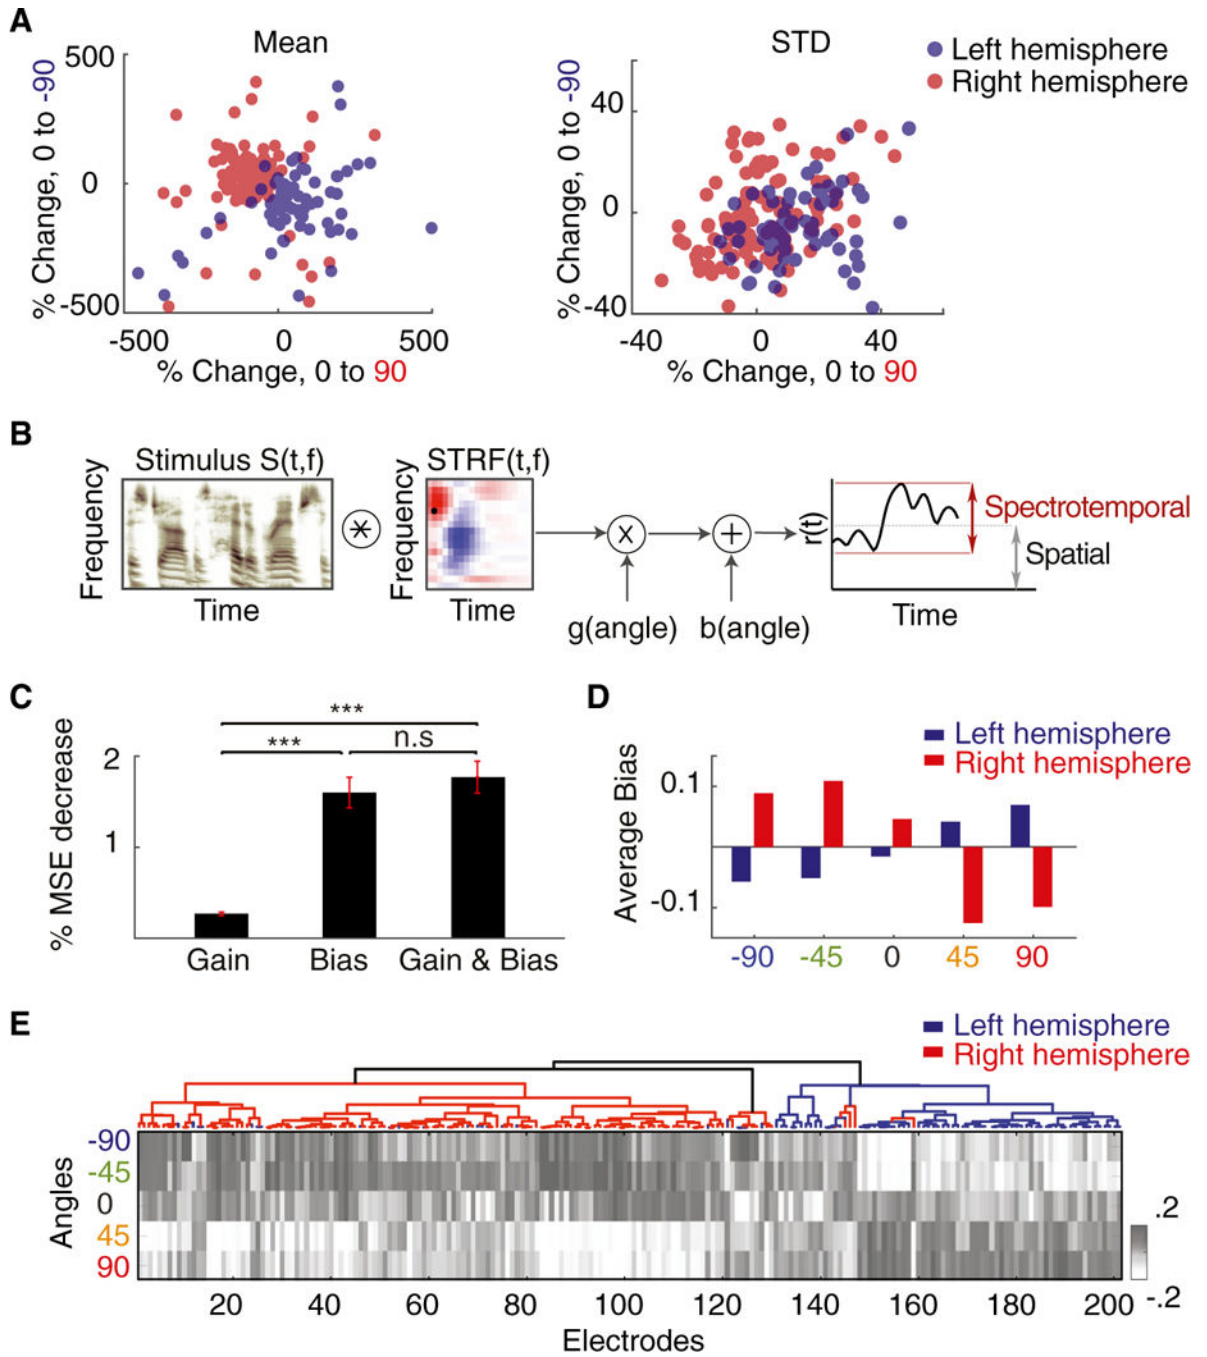 A
Mean
500
0
-500
% Change, 0 to -90
-500 0 500
% Change, 0 to 90
STD
40
0
-40
% Change, 0 to -90
-40 0 40
% Change, 0 to 90
Left hemisphere
Right hemisphere
B
Stimulus S(t,f)
Frequency
Time
STRF(t,f)
Frequency
Time
x
+
g(angle)
b(angle)
r(t)
Spectrotemporal
Spatial
Time
C
% MSE decrease
2
1
***
***
n.s
Gain Bias Gain & Bias
D
Left hemisphere
Right hemisphere
Average Bias
0.1
-0.1
-90 -45 0 45 90
E
Left hemisphere
Right hemisphere
Angles
-90
-45
0
45
90
.2
-.2
20 40 60 80 100 120 140 160 180 200
Electrodes